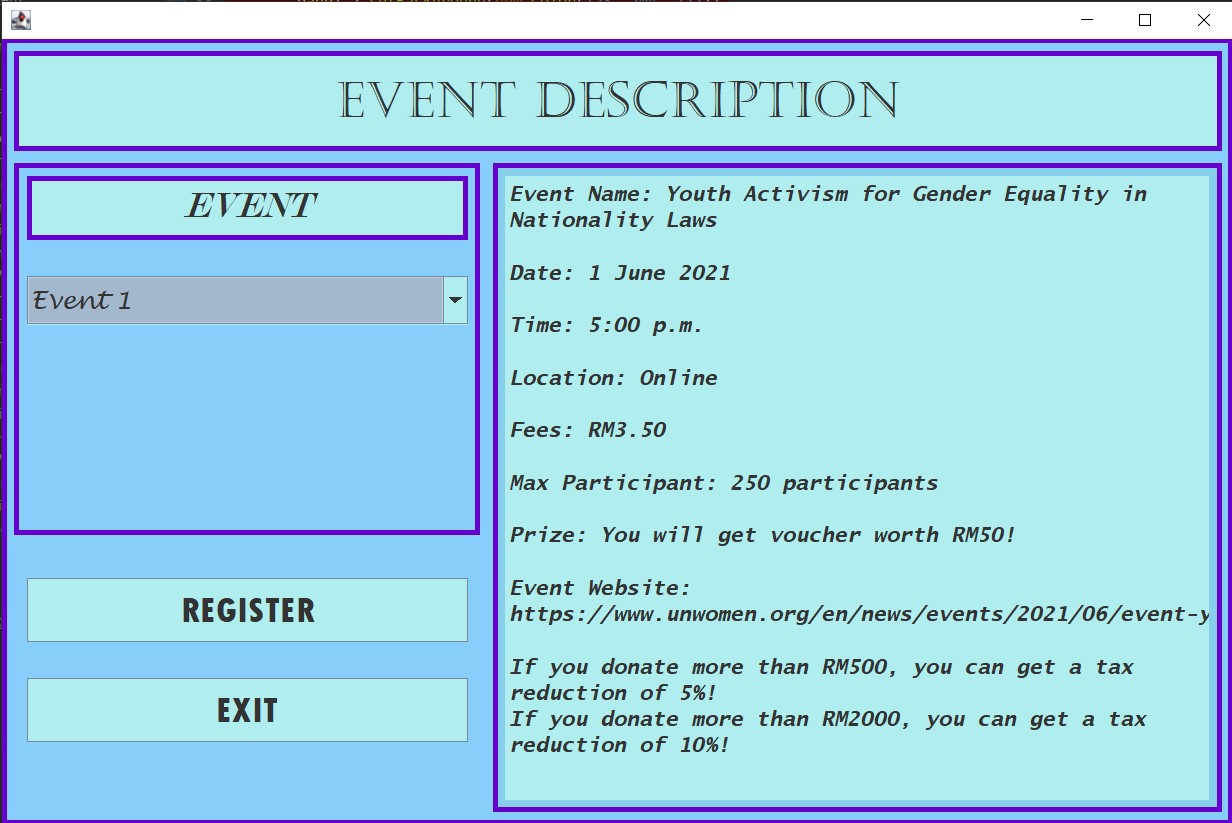 EVENT DESCRIPTION
EVENT
Event 1
REGISTER
EXIT
Event Name: Youth Activism for Gender Equality in
Nationality Laws
Date: 1 June 2021
Time: 5:00 p.m.
Location: Online
Fees: RM3.50
Max Participant: 250 participants
Prize: You will get voucher worth RM50!
Event Website:
https://www.unwomen.org/en/news/events/2021/06/event-y
If you donate more than RM500, you can get a tax
reduction of 5%!
If you donate more than RM2000, you can get a tax
reduction of 10%!